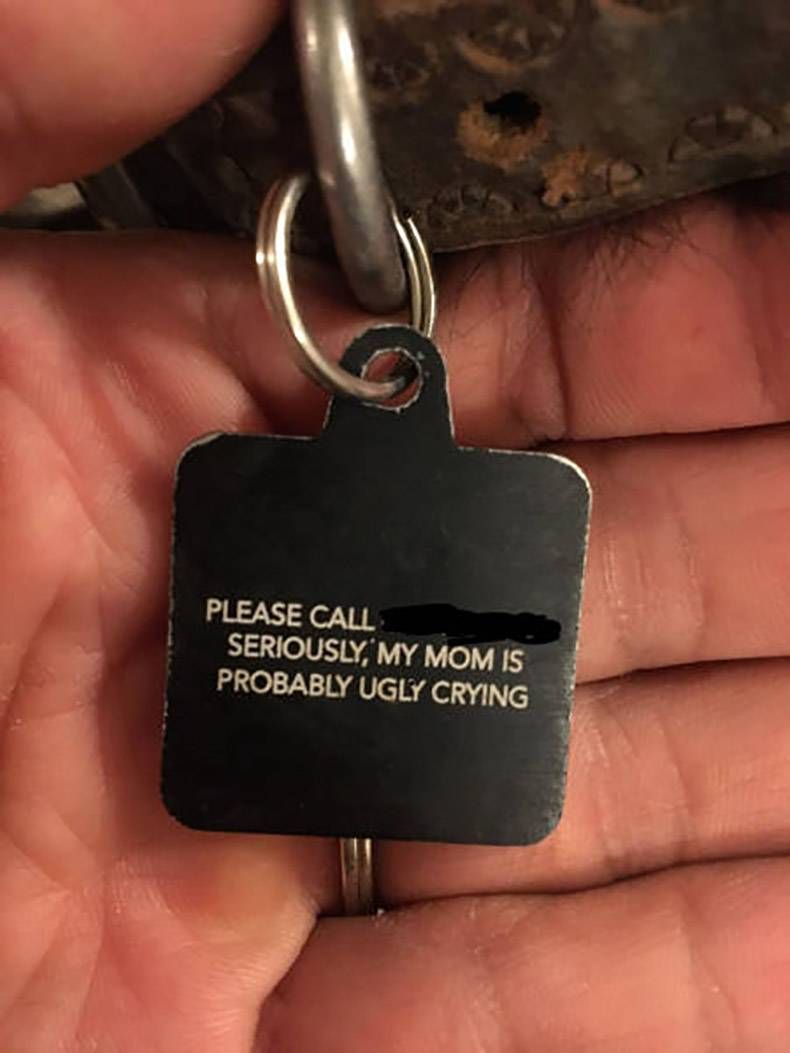 PLEASE CALL
SERIOUSLY, MY MOM IS
PROBABLY UGLY CRYING